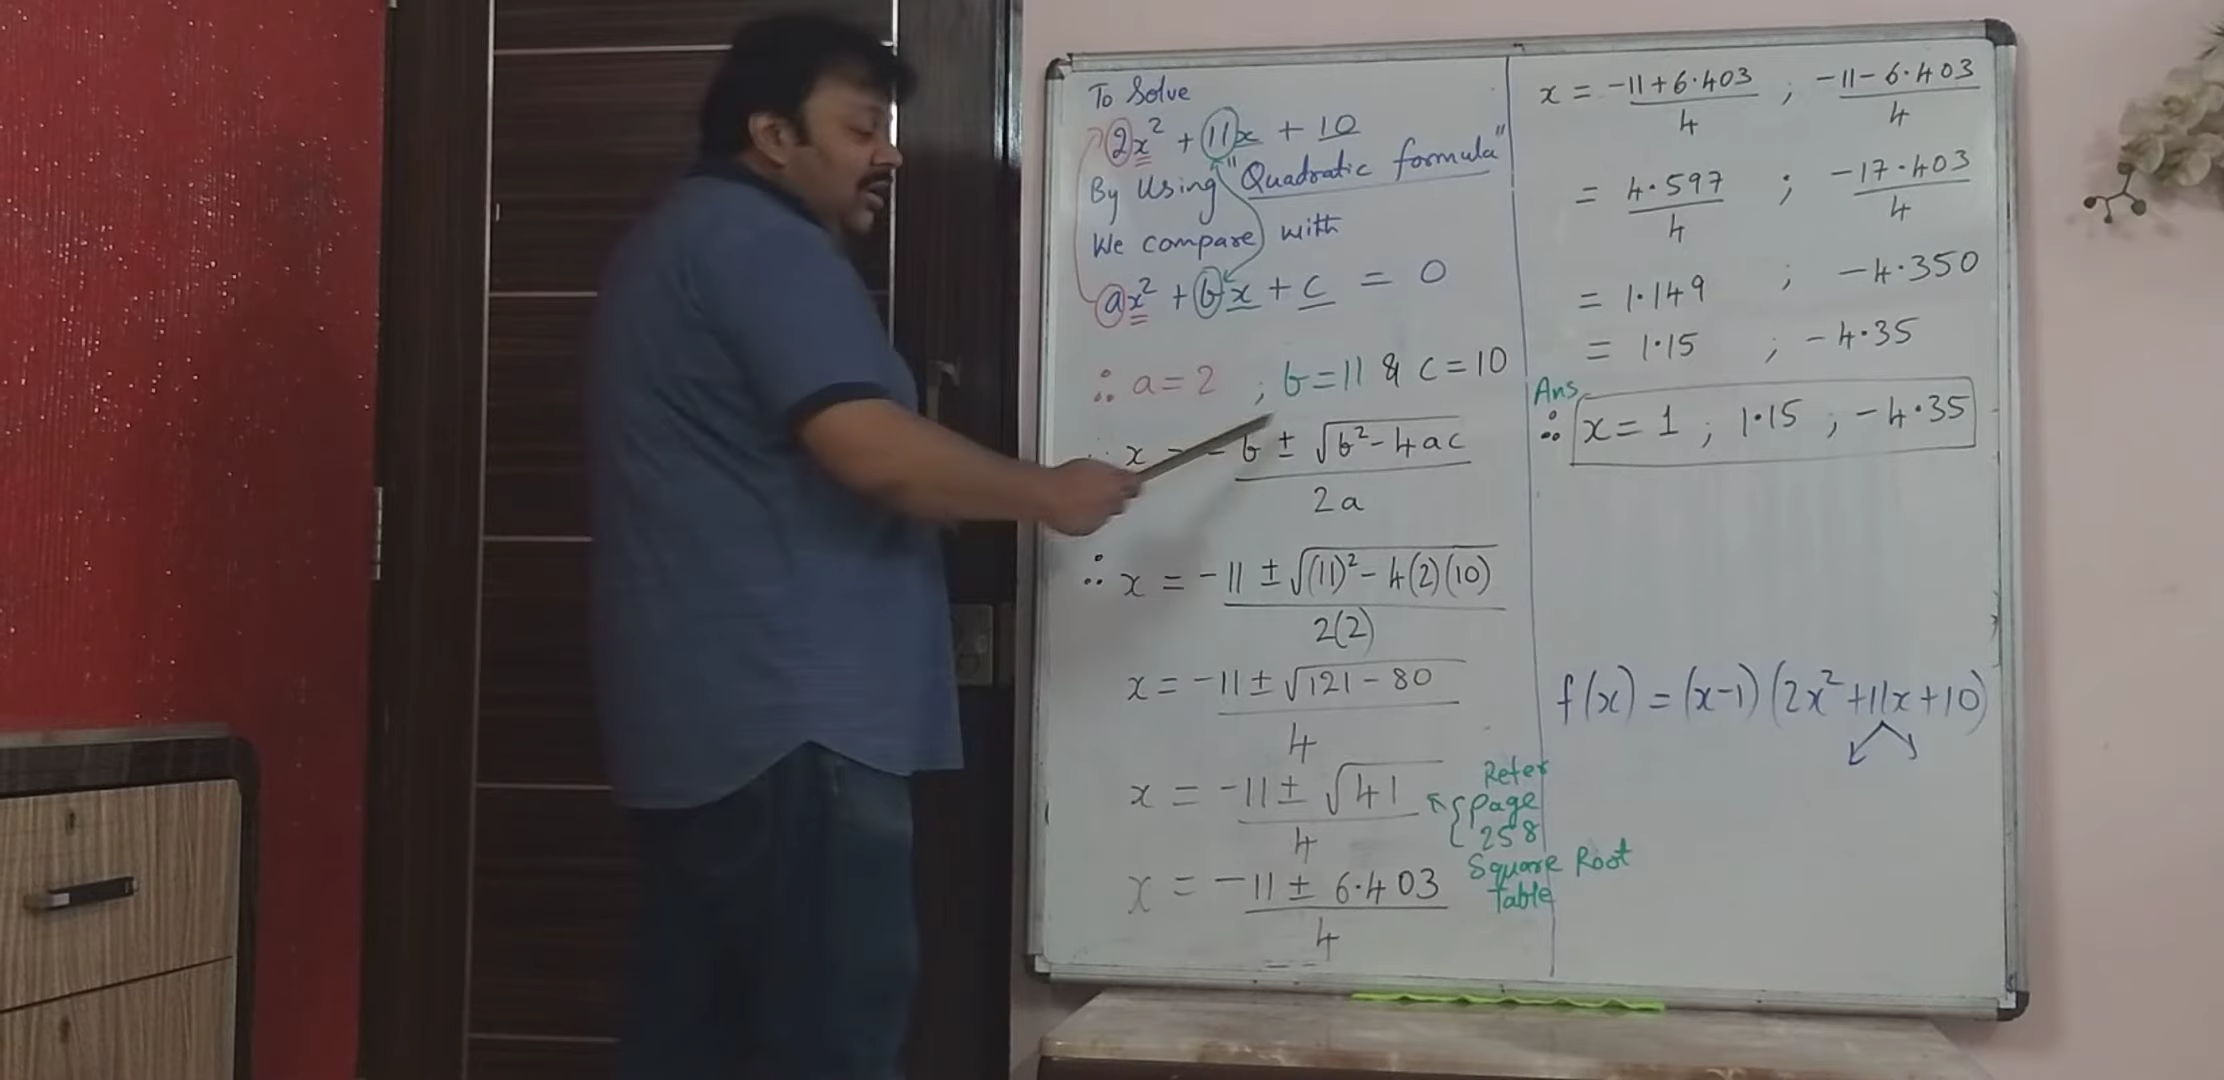 To Solve
2x² + 11x + 10
By Using "Quadratic formula"
We compare with
ax² + bx + c = 0
∴ a = 2 ; b = 11 & c = 10
x = -b ± √b² - 4ac
2a
∴ x = -11 ± √(11)² - 4(2)(10)
2(2)
x = -11 ± √121 - 80
4
x = -11 ± √41
4
Refer
Page
258
Square Root
Table
x = -11 ± 6.403
4
x = -11 + 6.403 ; -11 - 6.403
4 4
= 4.597 ; -17.403
4 4
= 1.149 ; -4.350
= 1.15 ; -4.35
Ans
∴ x = 1 ; 1.15 ; -4.35
f(x) = (x-1) (2x² + 11x + 10)